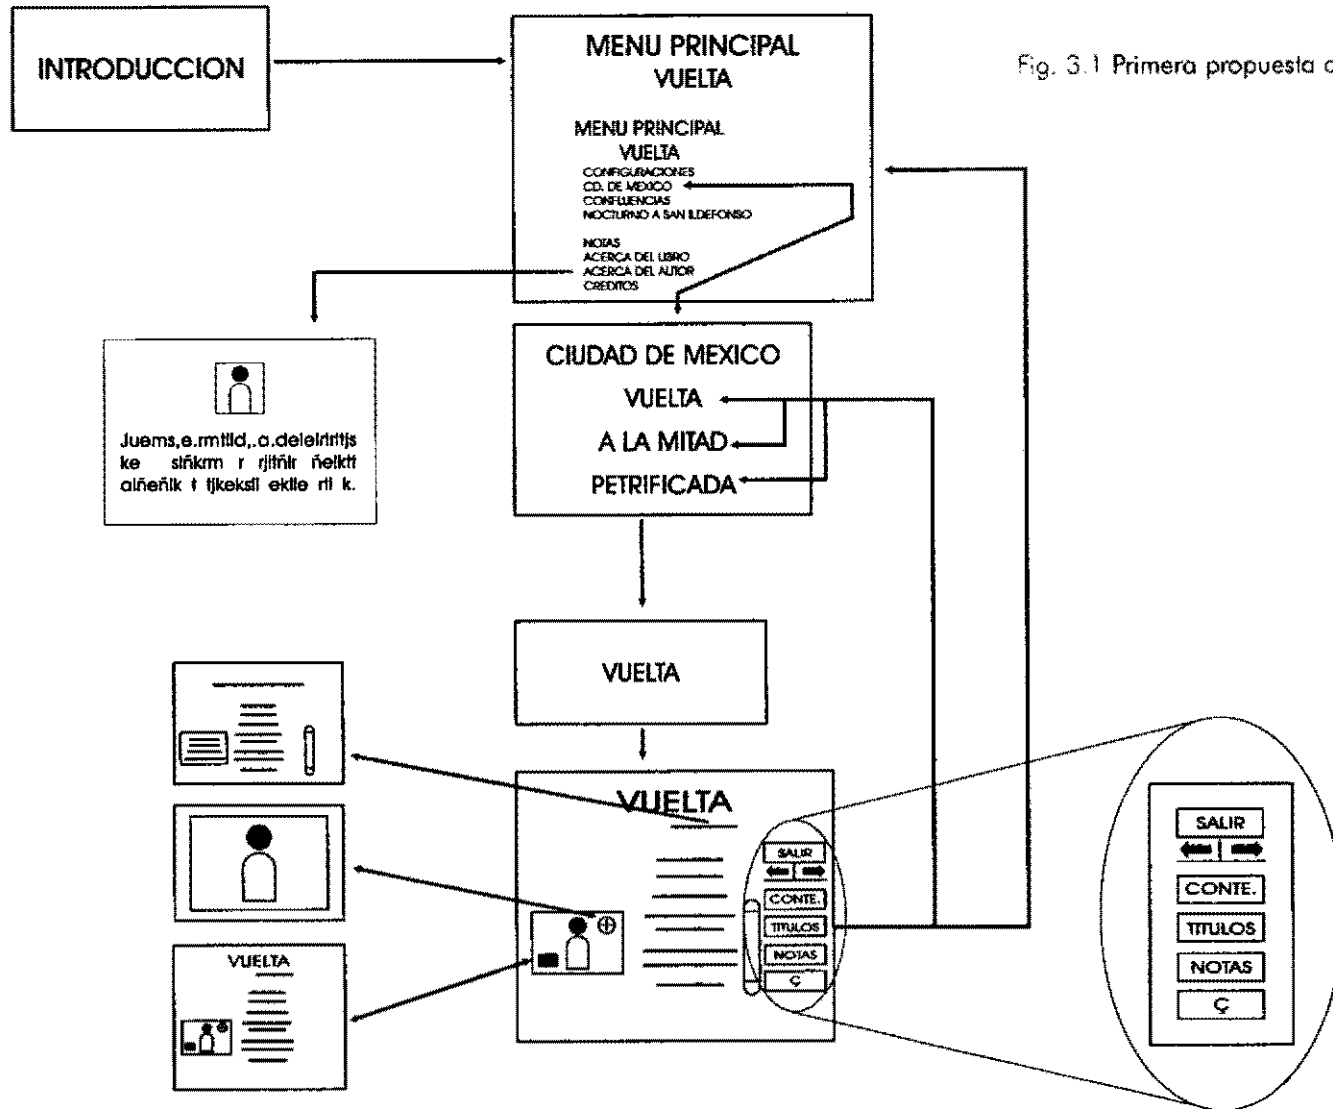 INTRODUCCION
MENU PRINCIPAL
VUELTA
Fig. 3.1 Primera propuesta
MENU PRINCIPAL
VUELTA
CONFIGURACIONES
CD. DE MEXICO
CONFLUENCIAS
NOCTURNO A SAN ILDEFONSO
NOTAS
ACERCA DEL LIBRO
ACERCA DEL AUTOR
CREDITOS
CIUDAD DE MEXICO
VUELTA
A LA MITAD
PETRIFICADA
ke
VUELTA
VUELTA
SALIR
CONTE.
TITULOS
NOTAS
Ç
VUELTA
SALIR
CONTE.
TITULOS
NOTAS
Ç